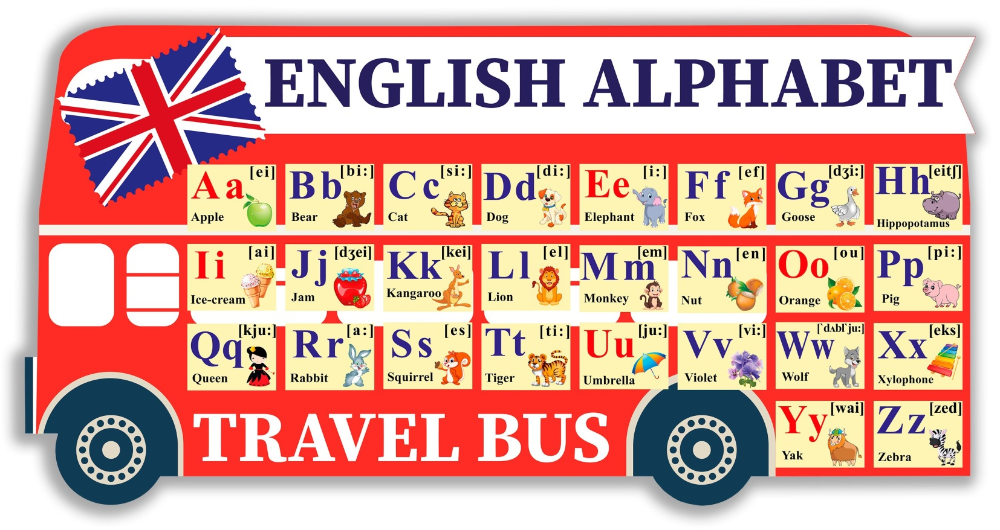 ENGLISH ALPHABET
Aa [ei]
Apple
Bb [bi:]
Bear
Cc [si:]
Cat
Dd [di:]
Dog
Ee [i:]
Elephant
Ff [ef]
Fox
Gg [dʒi:]
Goose
Hh [eitʃ]
Hippopotamus
Ii [ai]
Ice-cream
Jj [dʒei]
Jam
Kk [kei]
Kangaroo
Ll [el]
Lion
Mm [em]
Monkey
Nn [en]
Nut
Oo [ou]
Orange
Pp [pi:]
Pig
Qq [kju:]
Queen
Rr [a:]
Rabbit
Ss [es]
Squirrel
Tt [ti:]
Tiger
Uu [ju:]
Umbrella
Vv [vi:]
Violet
Ww [`dʌbl`ju:]
Wolf
Xx [eks]
Xylophone
Yy [wai]
Yak
Zz [zed]
Zebra
TRAVEL BUS